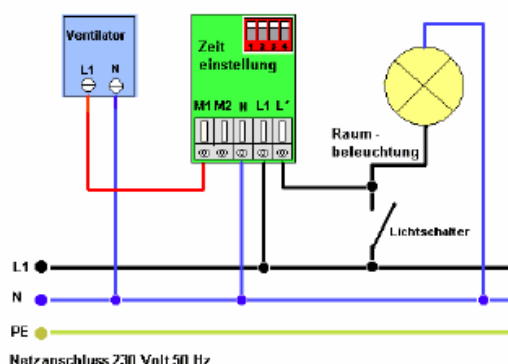 Ventilator
L1 N
Zeit
einstellung
1 2 3 4
M1 M2 N L1 L'
Raum -
beleuchtung
Lichtschalter
L1
N
PE
Netzanschluss 230 Volt 50 Hz